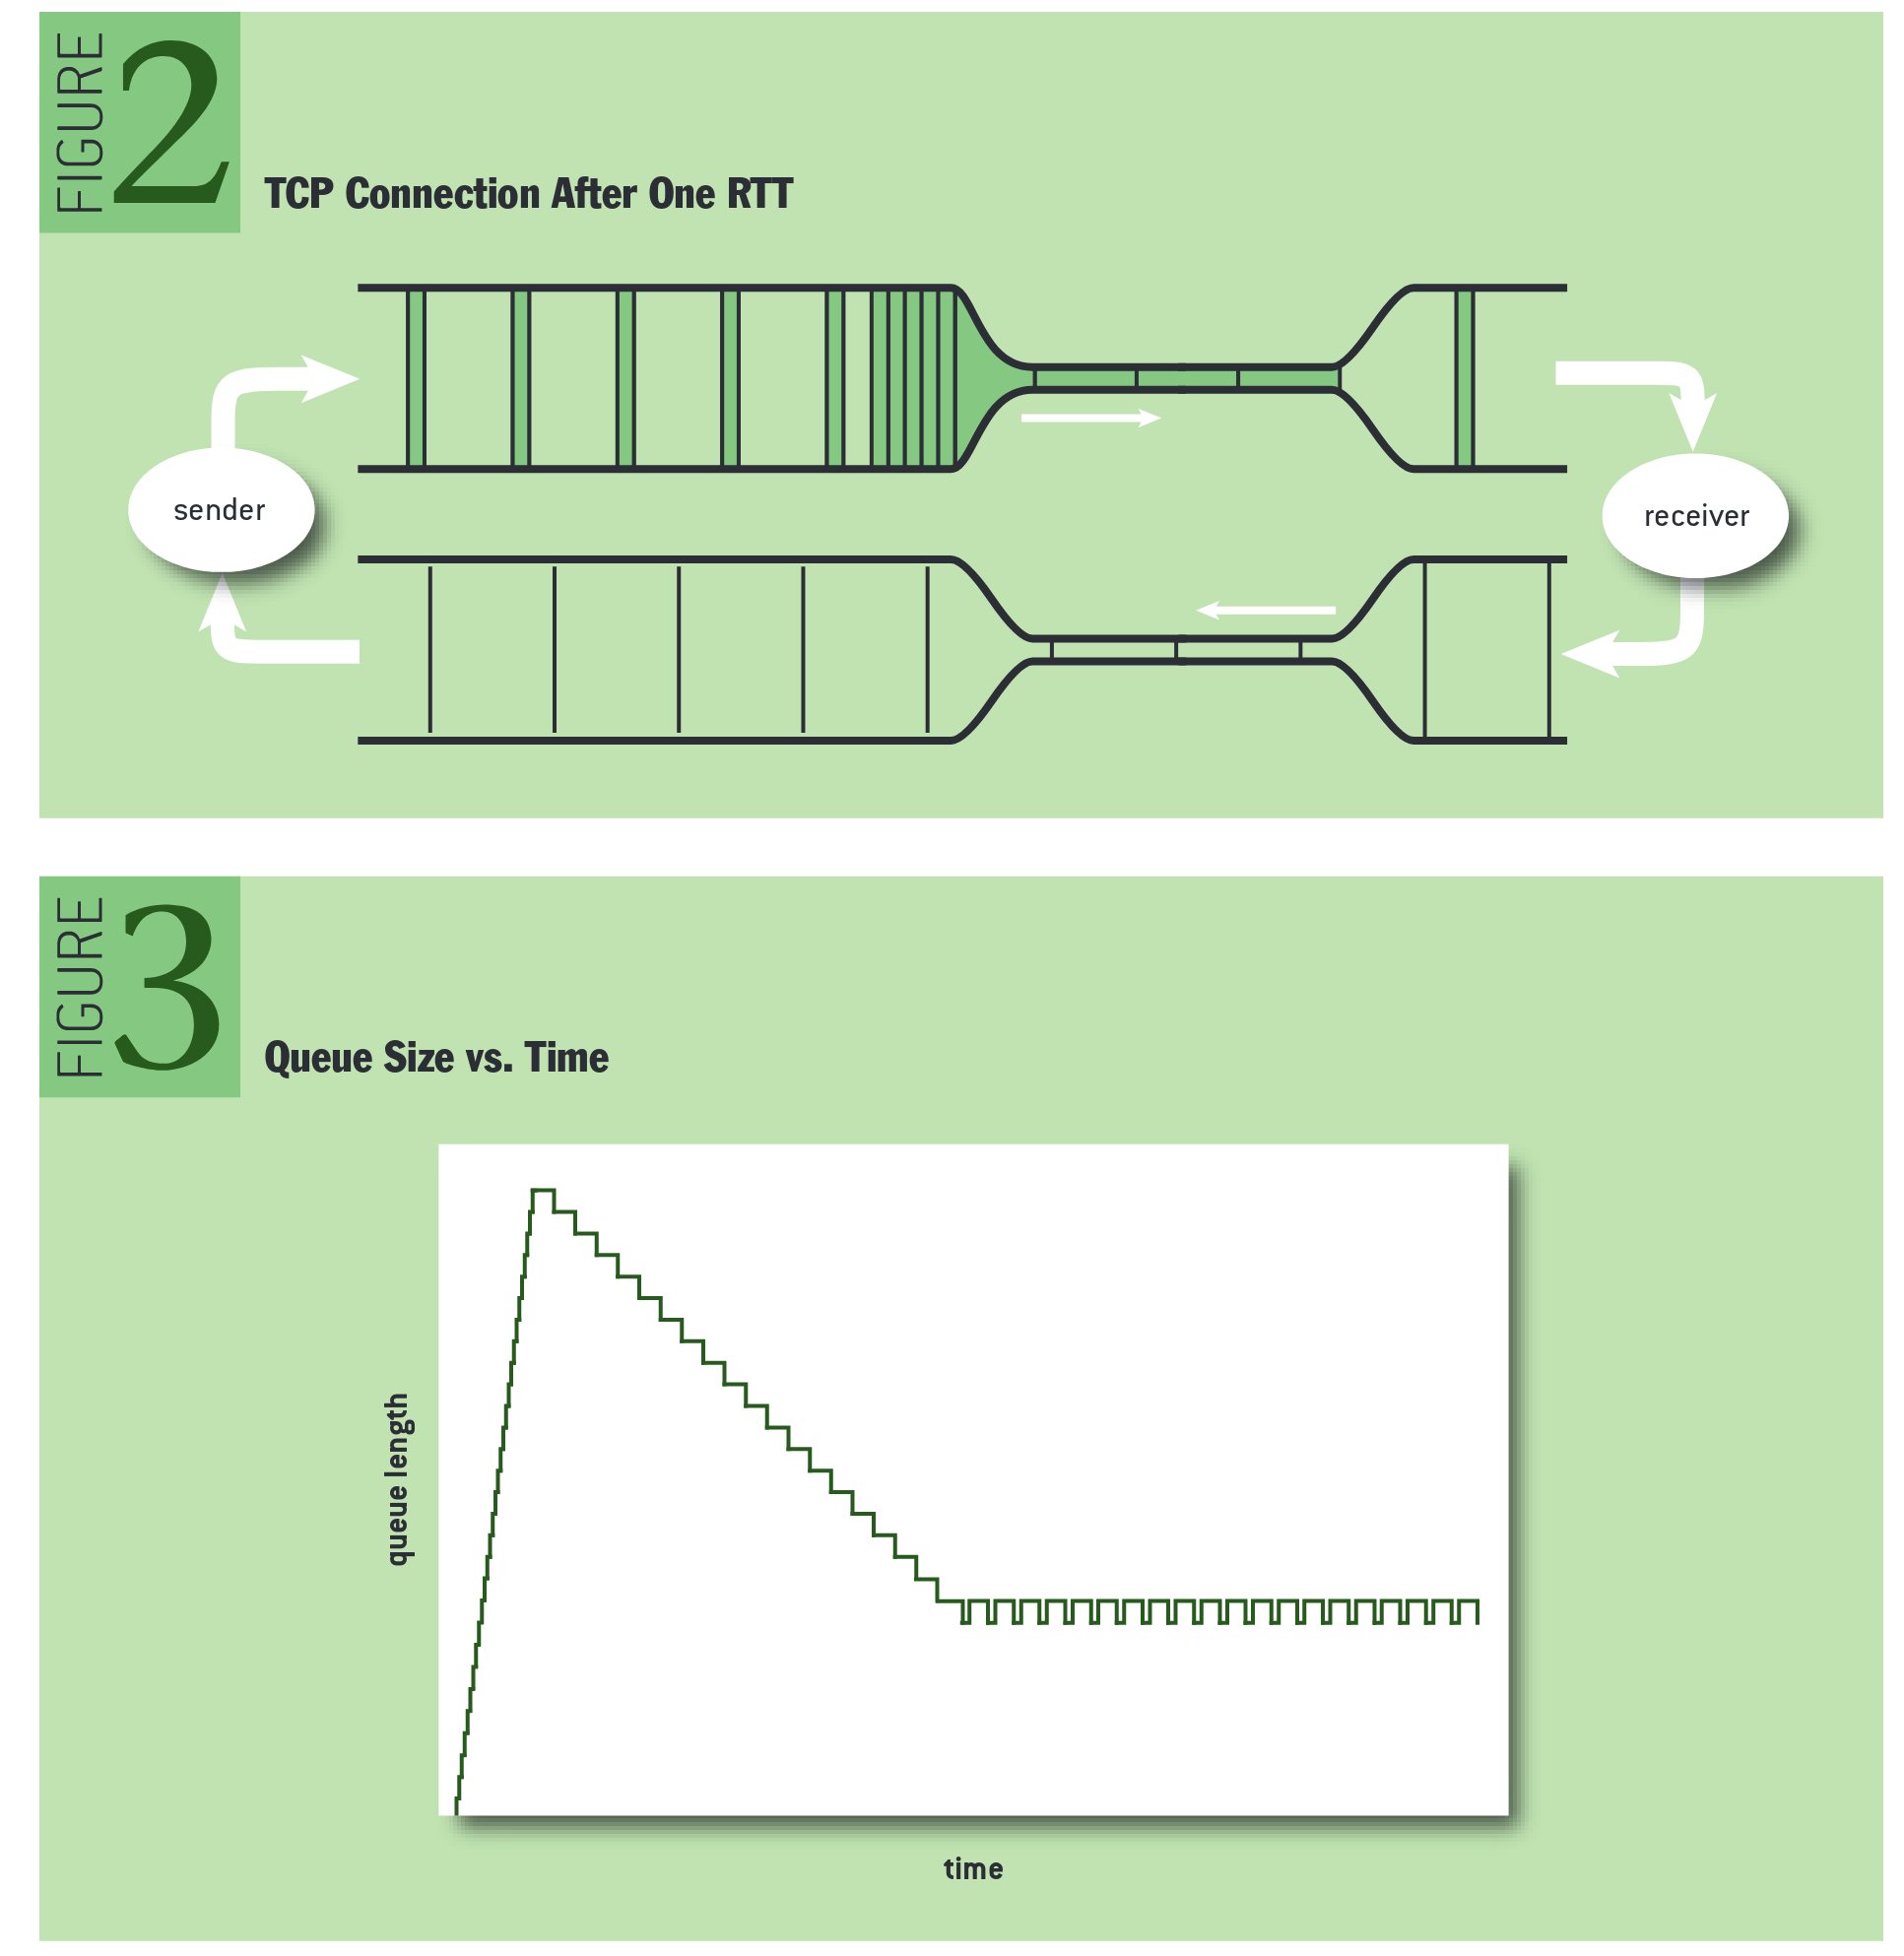 FIGURE 2
TCP Connection After One RTT
sender
receiver
FIGURE 3
Queue Size vs. Time
queue length
time